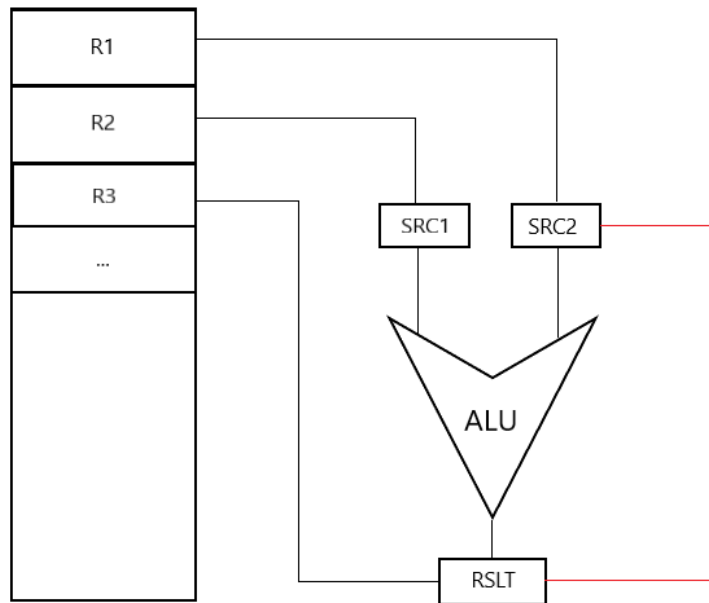 R1
R2
R3
...
SRC1
SRC2
ALU
RSLT